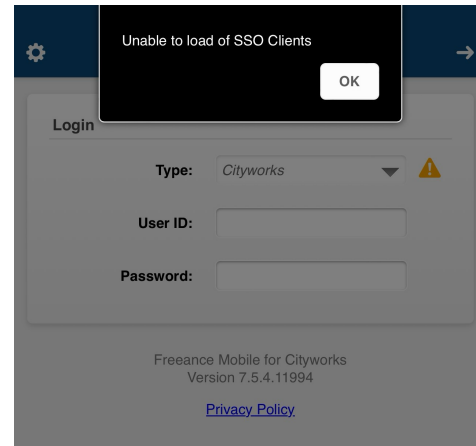 Unable to load of SSO Clients
OK
Login
Type: Cityworks
User ID:
Password:
Freeance Mobile for Cityworks
Version 7.5.4.11994
Privacy Policy